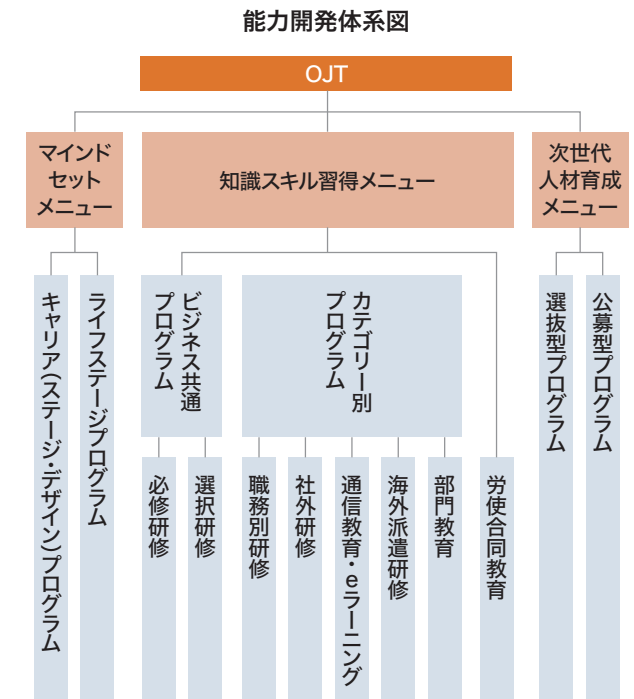 能力開発体系図
OJT
マインド
セット
メニュー
知識スキル習得メニュー
次世代
人材育成
メニュー
キャリア(ステージ・デザイン)プログラム
ライフステージプログラム
ビジネス共通
プログラム
カテゴリー別
プログラム
選抜型プログラム
公募型プログラム
必修研修
選択研修
職務別研修
社外研修
通信教育・eラーニング
海外派遣研修
部門教育
労使合同教育